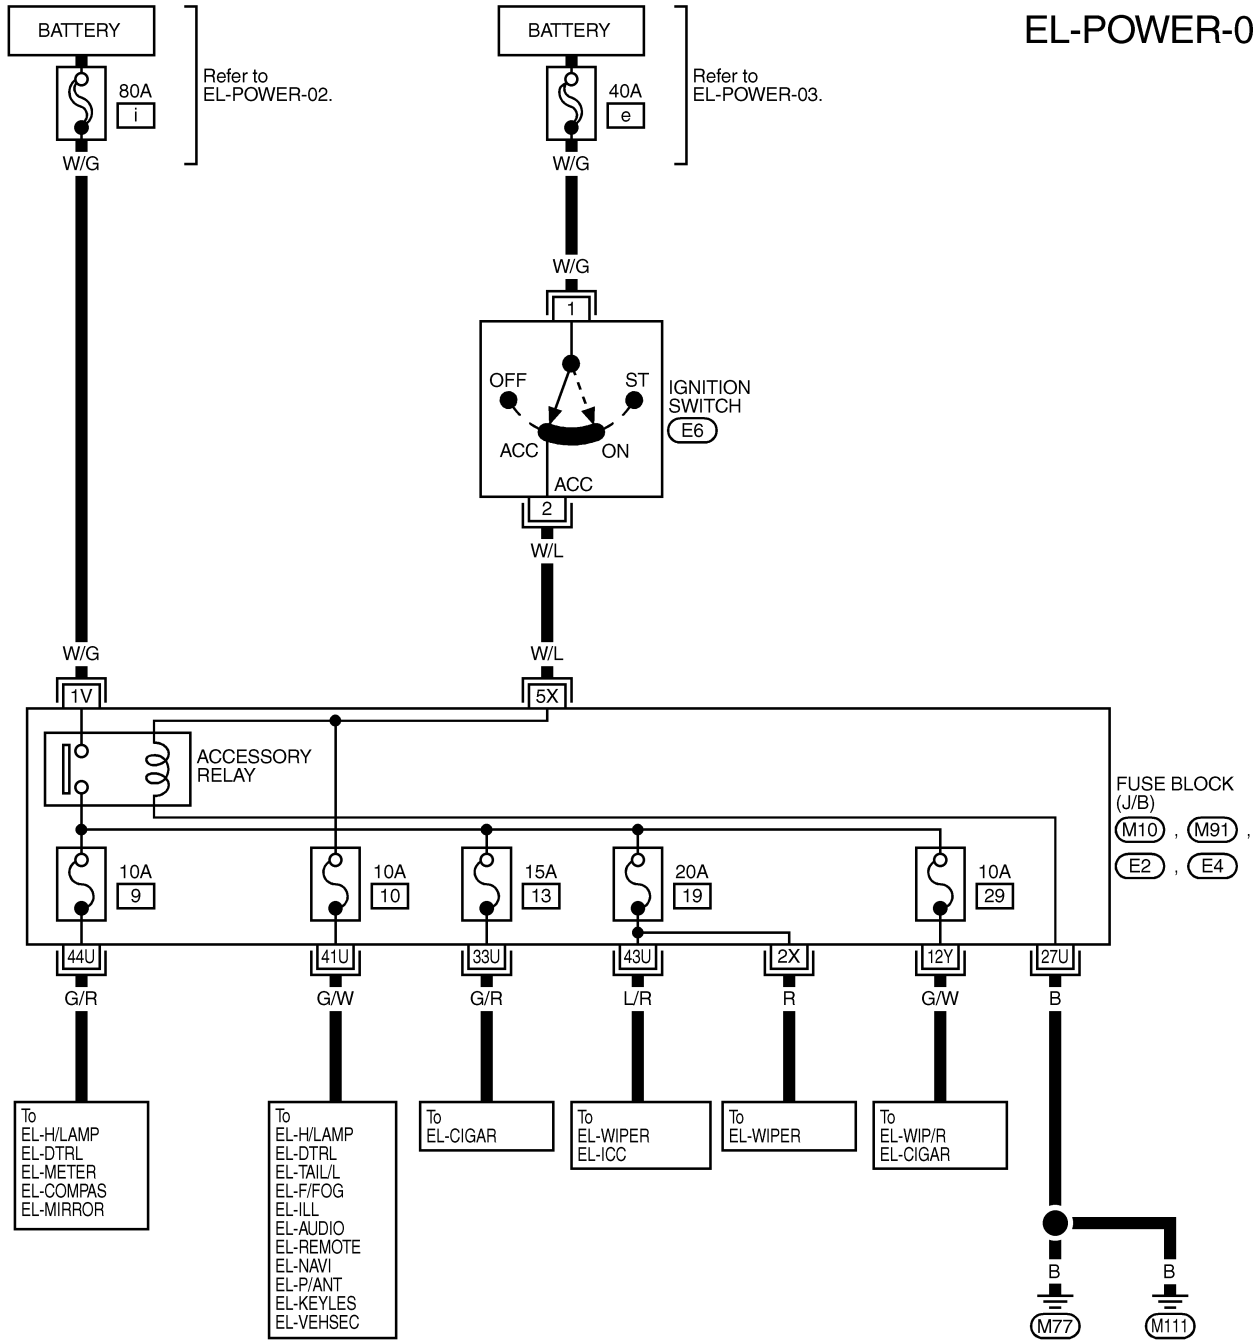 BATTERY
BATTERY
EL-POWER-0
80A
i
Refer to
EL-POWER-02.
40A
e
Refer to
EL-POWER-03.
W/G
W/G
W/G
1
OFF
ST
IGNITION
SWITCH
E6
ACC
ON
ACC
2
W/L
W/G
W/L
1V
5X
ACCESSORY
RELAY
FUSE BLOCK
(J/B)
M10 , M91 ,
E2 , E4
10A
9
10A
10
15A
13
20A
19
10A
29
44U
41U
33U
43U
2X
12Y
27U
G/R
G/W
G/R
L/R
R
G/W
B
To
EL-H/LAMP
EL-DTRL
EL-METER
EL-COMPAS
EL-MIRROR
To
EL-H/LAMP
EL-DTRL
EL-TAIL/L
EL-F/FOG
EL-ILL
EL-AUDIO
EL-REMOTE
EL-NAVI
EL-P/ANT
EL-KEYLES
EL-VEHSEC
To
EL-CIGAR
To
EL-WIPER
EL-ICC
To
EL-WIPER
To
EL-WIP/R
EL-CIGAR
B
B
M77
M111